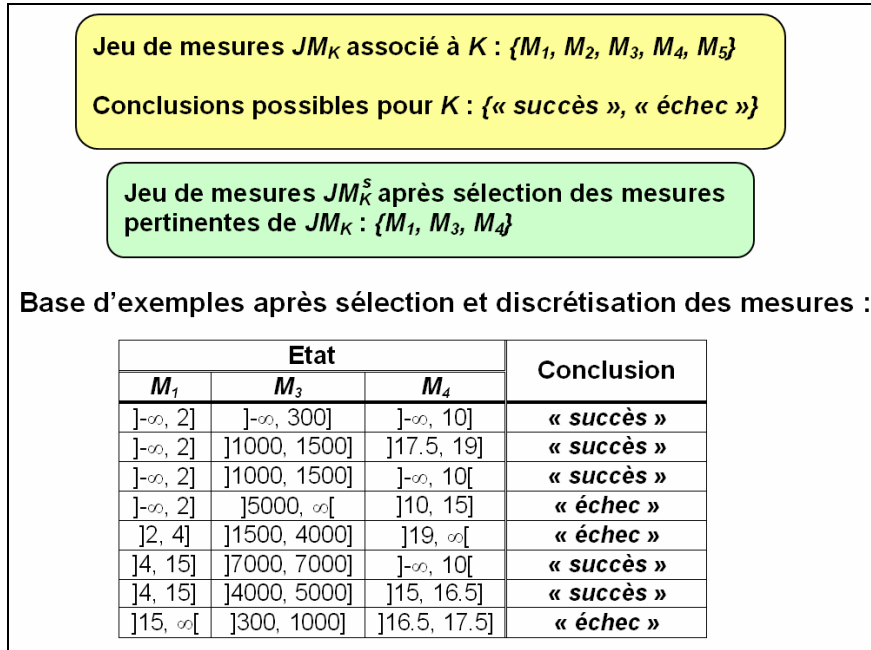 Jeu de mesures JM_K associé à K : {M₁, M₂, M₃, M₄, M₅}
Conclusions possibles pour K : {« succès », « échec »}
Jeu de mesures JM_K^s après sélection des mesures
pertinentes de JM_K : {M₁, M₃, M₄}
Base d'exemples après sélection et discrétisation des mesures :
Etat Conclusion
M₁ M₃ M₄
]-∞, 2] ]-∞, 300] ]-∞, 10] « succès »
]-∞, 2] ]1000, 1500] ]17.5, 19] « succès »
]-∞, 2] ]1000, 1500] ]-∞, 10[ « succès »
]-∞, 2] ]5000, ∞[ ]10, 15] « échec »
]2, 4] ]1500, 4000] ]19, ∞[ « échec »
]4, 15] ]7000, 7000] ]-∞, 10[ « succès »
]4, 15] ]4000, 5000] ]15, 16.5] « succès »
]15, ∞[ ]300, 1000] ]16.5, 17.5] « échec »